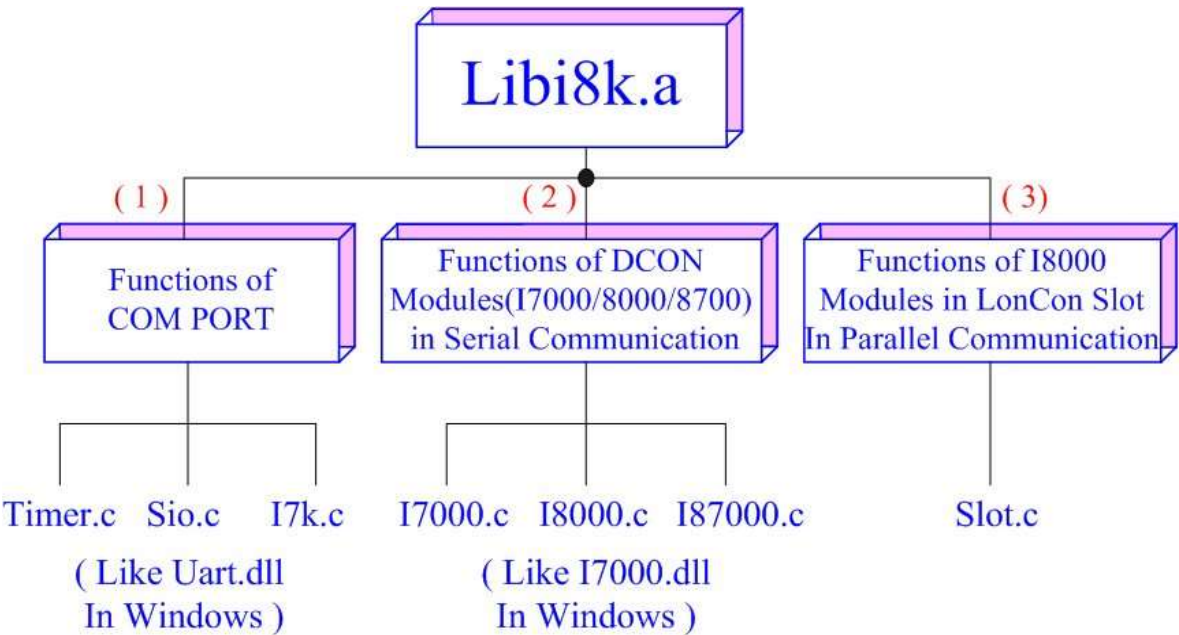 Libi8k.a
( 1 )
( 2 )
( 3)
Functions of
COM PORT
Functions of DCON
Modules(I7000/8000/8700)
in Serial Communication
Functions of I8000
Modules in LonCon Slot
In Parallel Communication
Timer.c Sio.c I7k.c
I7000.c I8000.c I87000.c
Slot.c
( Like Uart.dll
In Windows )
( Like I7000.dll
In Windows )